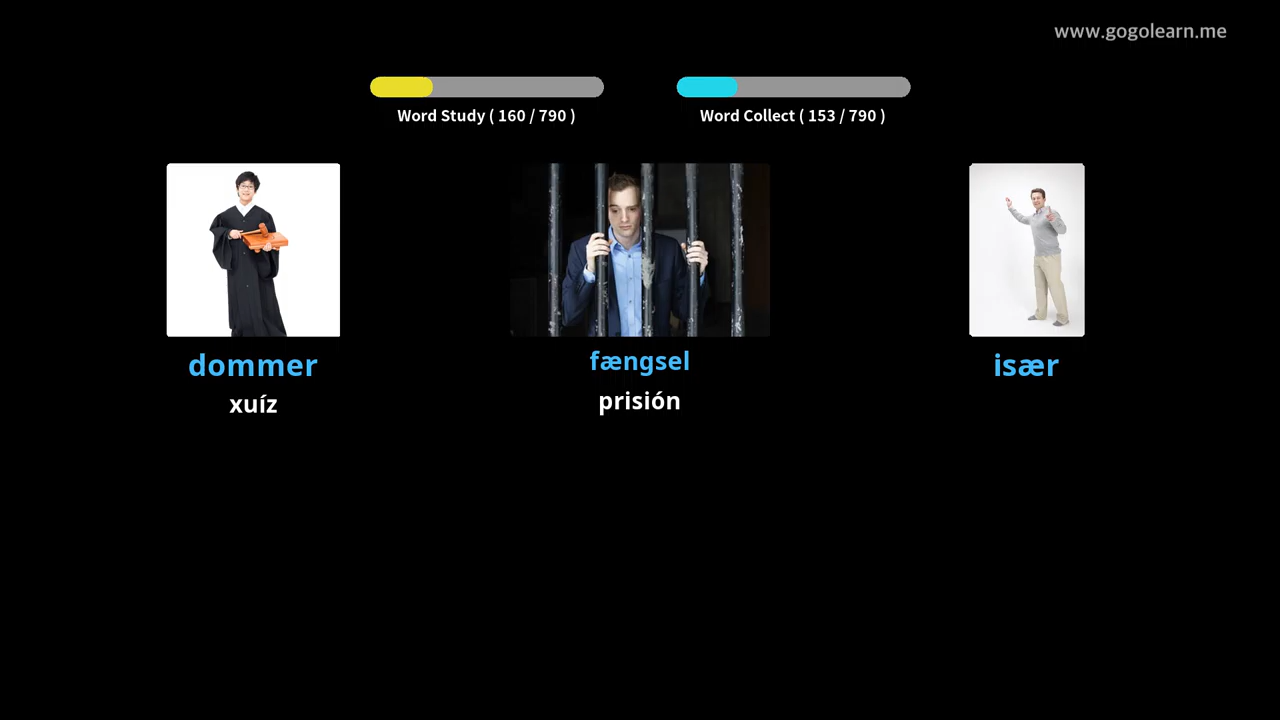 www.gogolearn.me
Word Study ( 160 / 790 )
Word Collect ( 153 / 790 )
dommer
xuíz
fængsel
prisión
især